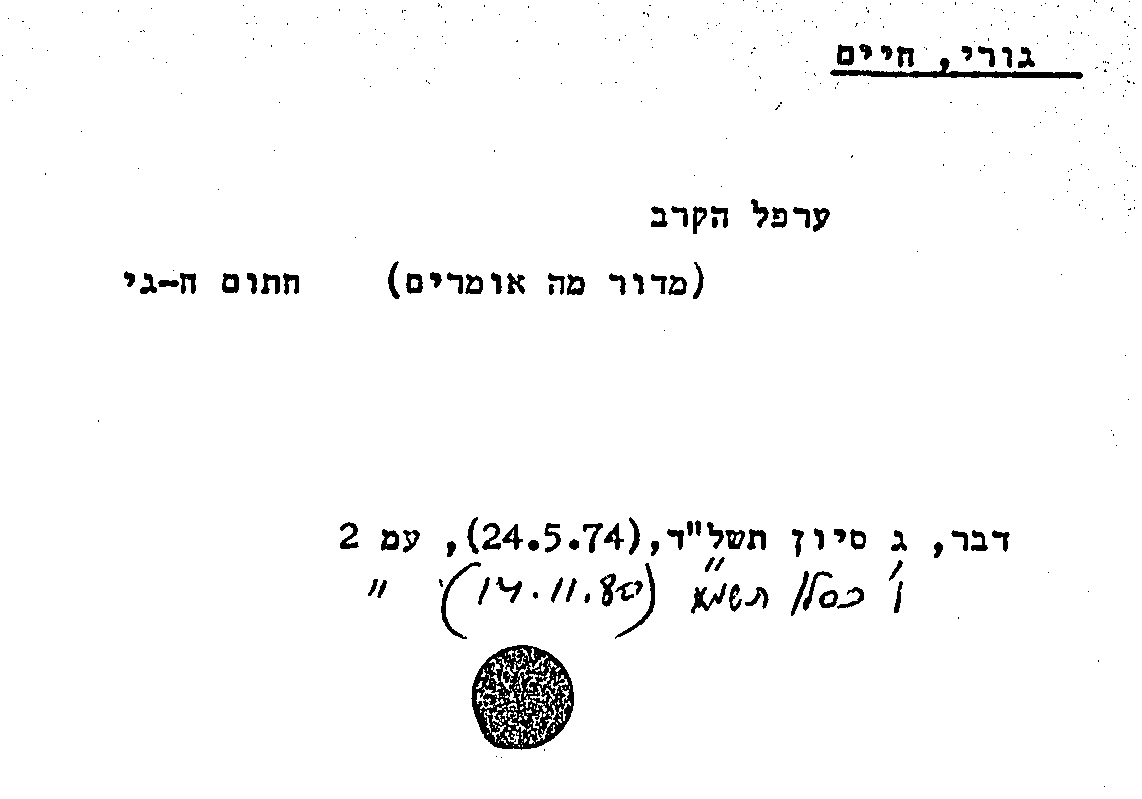 גורי, חיים
ערפל הקרב
(מדור מה אומרים) חתום ח-גי
דבר, ג סיון תשל"ד, (24.5.74), עמ 2
ו' כסלו תשמ"א (14.11.80) "